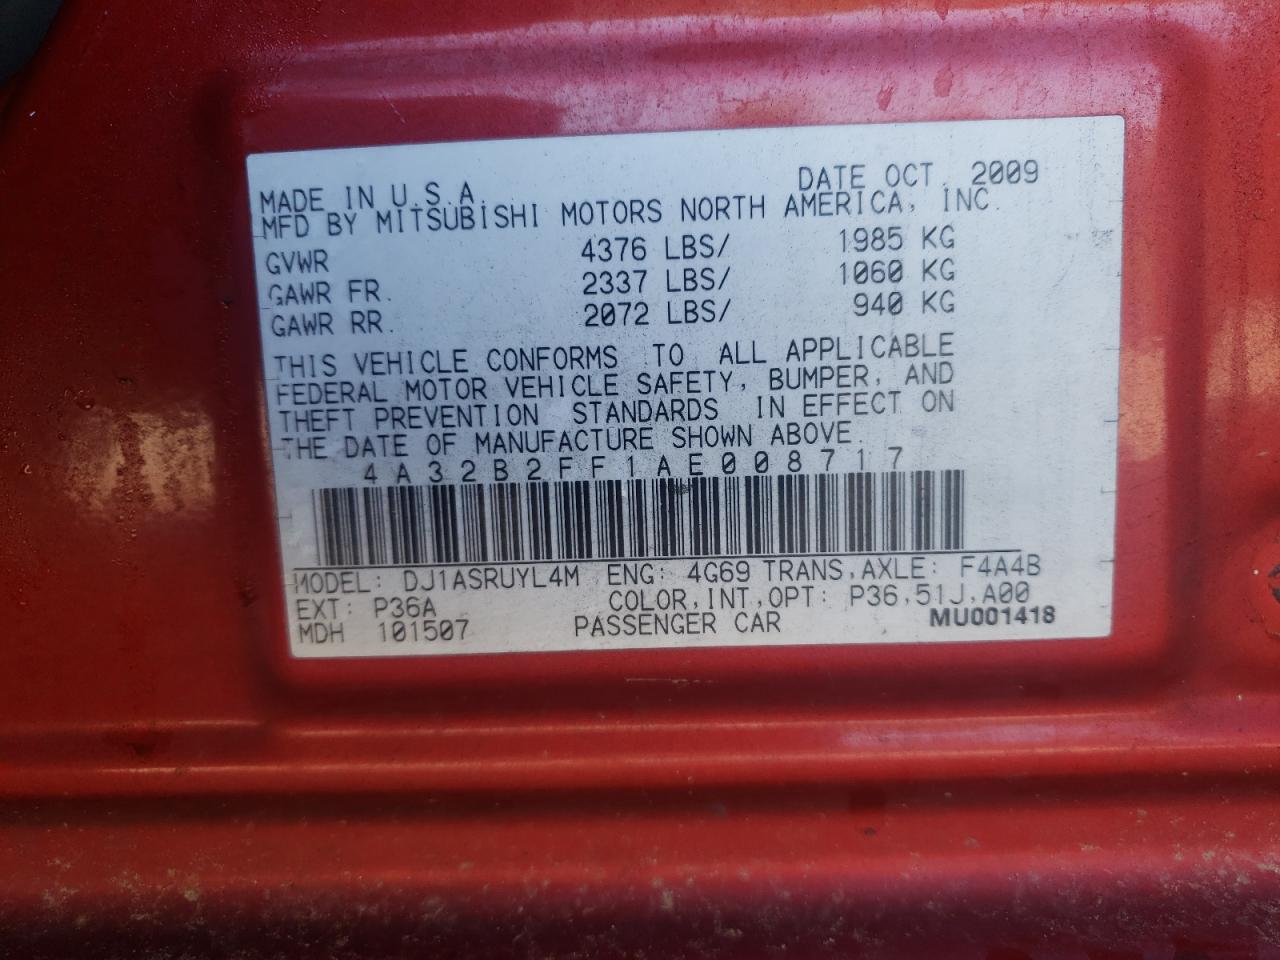 MADE IN U.S.A. DATE OCT. 2009
MFD BY MITSUBISHI MOTORS NORTH AMERICA, INC.
GVWR 4376 LBS/ 1985 KG
GAWR FR. 2337 LBS/ 1060 KG
GAWR RR. 2072 LBS/ 940 KG
THIS VEHICLE CONFORMS TO ALL APPLICABLE
FEDERAL MOTOR VEHICLE SAFETY, BUMPER, AND
THEFT PREVENTION STANDARDS IN EFFECT ON
THE DATE OF MANUFACTURE SHOWN ABOVE.
4A32B2FF1AE008717
MODEL: DJ1ASRUYL4M ENG: 4G69 TRANS,AXLE: F4A4B
EXT: P36A COLOR,INT,OPT: P36,51J,A00
MDH 101507 PASSENGER CAR MU001418